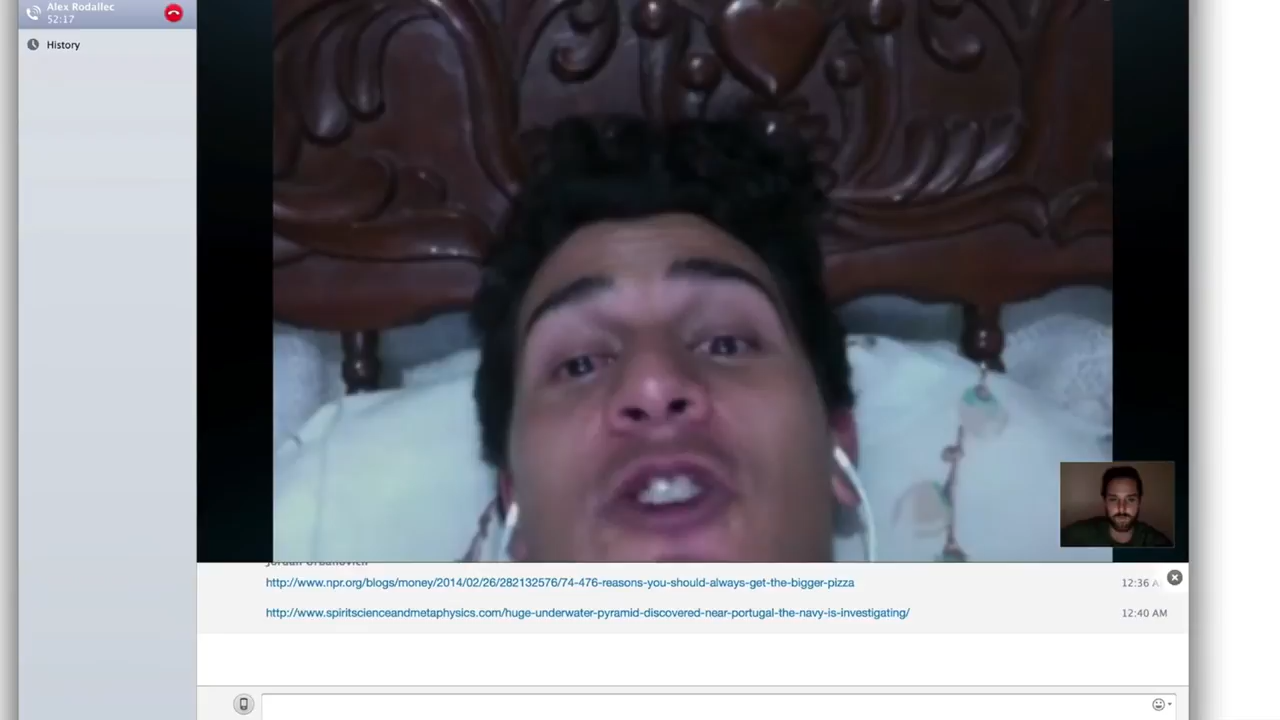 Alex Rodallec
52:17
History
http://www.npr.org/blogs/money/2014/02/26/282132576/74-476-reasons-you-should-always-get-the-bigger-pizza
12:36 A
http://www.spiritscienceandmetaphysics.com/huge-underwater-pyramid-discovered-near-portugal-the-navy-is-investigating/
12:40 AM